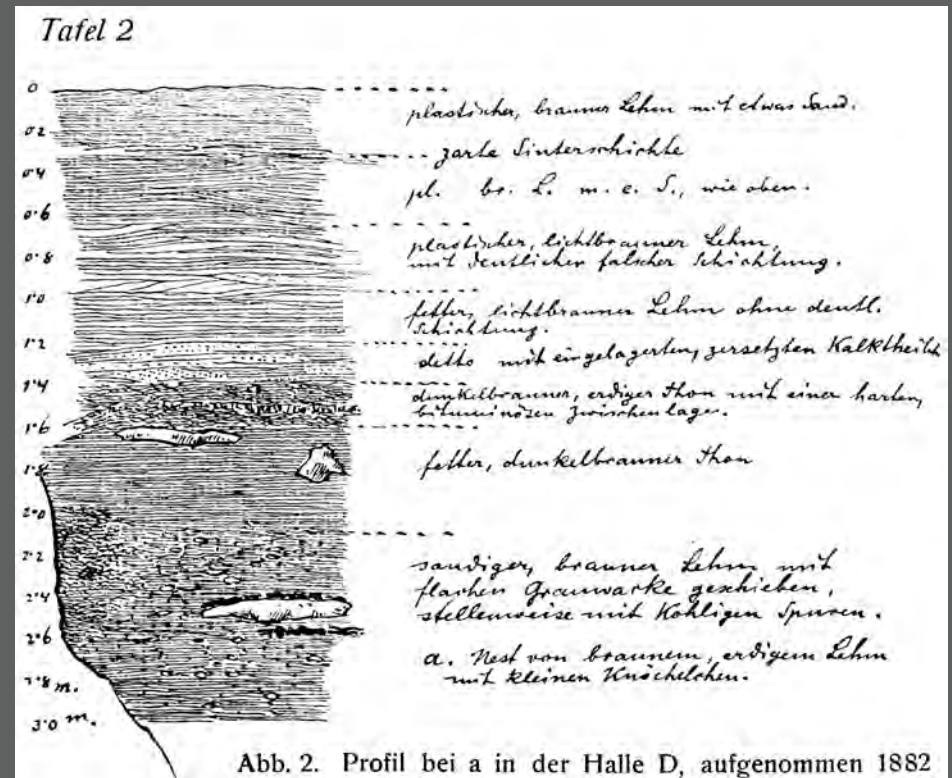 Tafel 2
0
plastischer, brauner Lehm mit etwas Sand.
0·2
zarte Sinterschichte
0·4
pl. br. L. m. e. S., wie oben.
0·6
plastischer, lichtbrauner Lehm,
mit deutlicher falscher Schichtung.
0·8
1·0
fetter, lichtbrauner Lehm ohne deutl.
Schichtung.
1·2
detto mit eingelagerten, zersetzten Kalktheilch
1·4
dunkelbrauner, erdiger Thon mit einer harten,
bituminözen Zwischenlage.
1·6
fetter, dunkelbrauner Thon
1·8
2·0
2·2
sandiger, brauner Lehm mit
flachen Grauwacke geschieben,
stellenweise mit Kohligen Spuren.
2·4
2·6
a. Nest von braunem, erdigem Lehm
mit kleinen Knöchelchen.
m.
3·0 m.
Abb. 2. Profil bei a in der Halle D, aufgenommen 1882